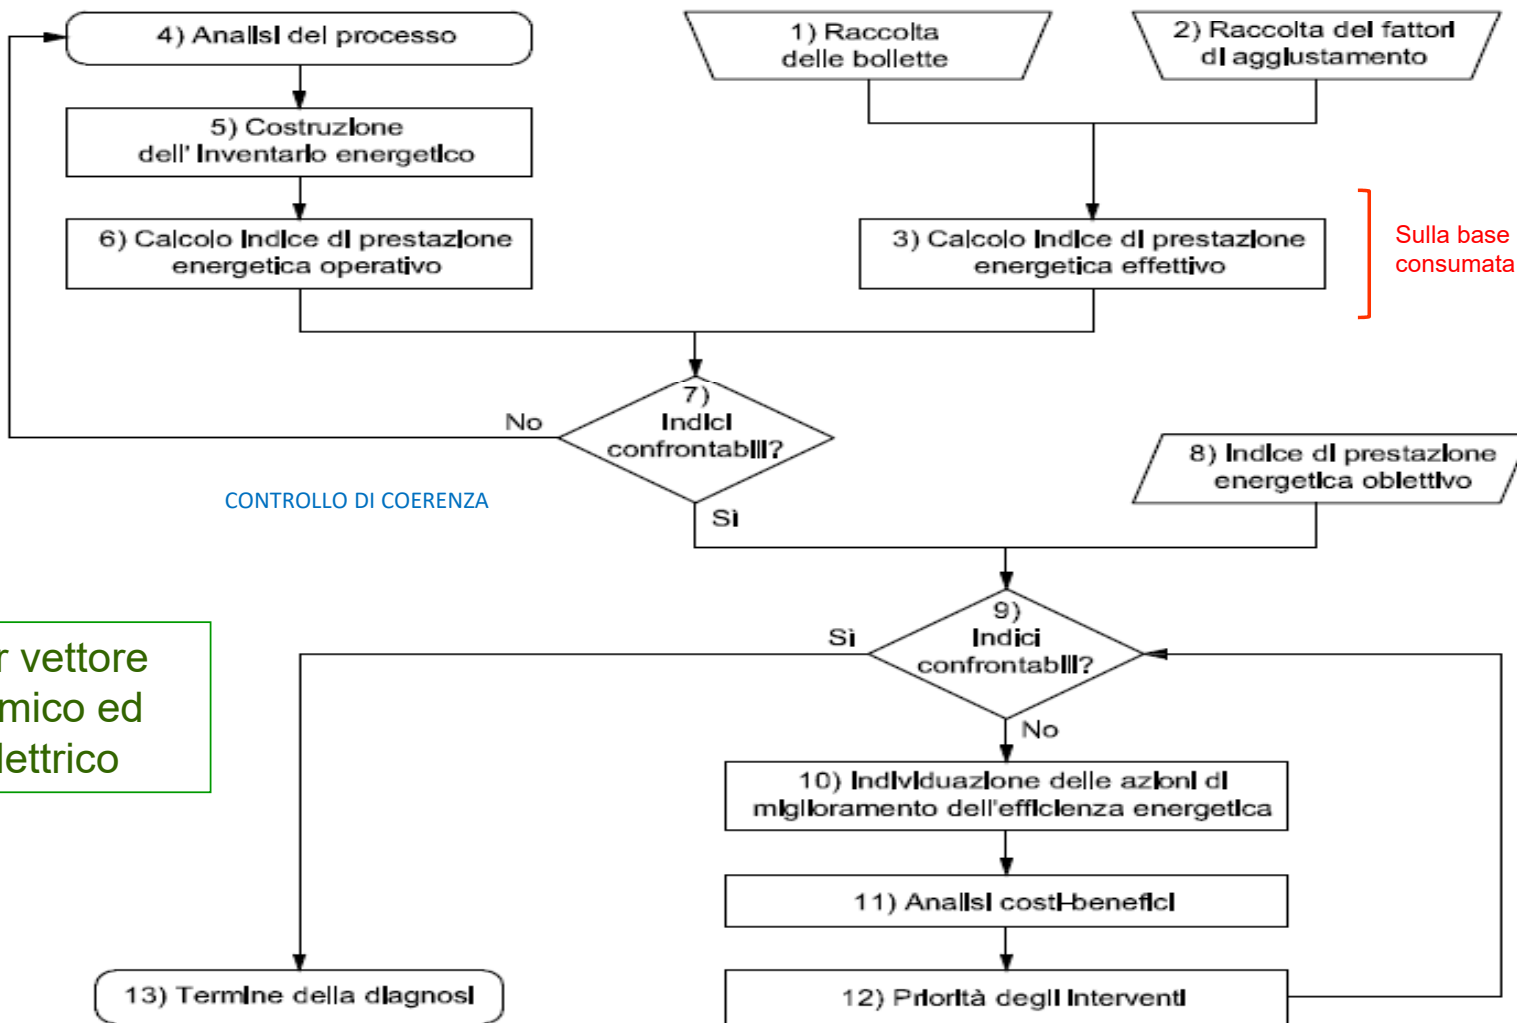 4) Analisi del processo
1) Raccolta
delle bollette
2) Raccolta dei fattori
di aggiustamento
5) Costruzione
dell' Inventario energetico
6) Calcolo Indice di prestazione
energetica operativo
3) Calcolo Indice di prestazione
energetica effettivo
Sulla base
consumata
7)
Indici
confrontabili?
No
Sì
CONTROLLO DI COERENZA
8) Indice di prestazione
energetica obiettivo
9)
Indici
confrontabili?
Sì
No
r vettore
mico ed
lettrico
10) Individuazione delle azioni di
miglioramento dell'efficienza energetica
11) Analisi costi-benefici
12) Priorità degli Interventi
13) Termine della diagnosi